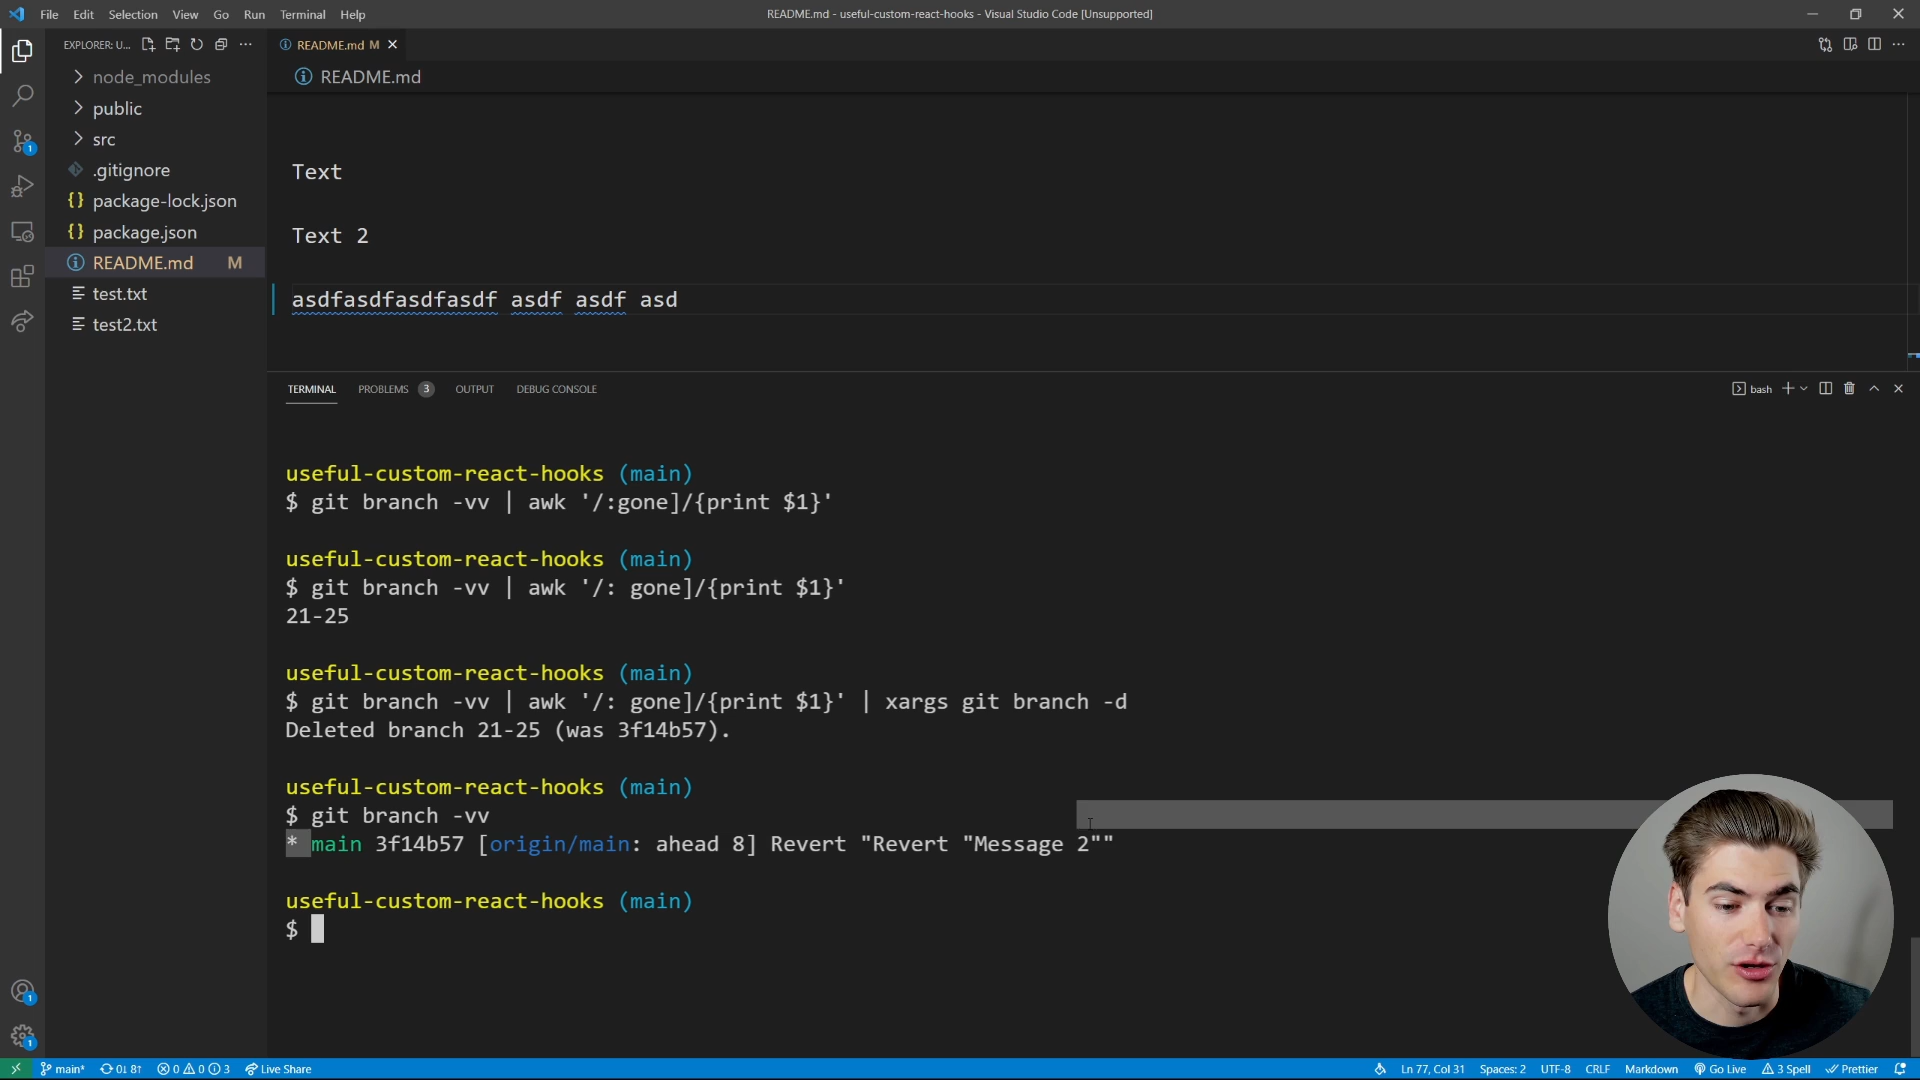 File Edit Selection View Go Run Terminal Help
README.md - useful-custom-react-hooks - Visual Studio Code [Unsupported]
EXPLORER: U...
README.md M
node_modules
README.md
public
src
.gitignore
package-lock.json
package.json
README.md M
test.txt
test2.txt
Text
Text 2
asdfasdfasdfasdf asdf asdf asd
TERMINAL PROBLEMS 3 OUTPUT DEBUG CONSOLE
bash
useful-custom-react-hooks (main)
$ git branch -vv | awk '/:gone]/{print $1}'
useful-custom-react-hooks (main)
$ git branch -vv | awk '/: gone]/{print $1}'
21-25
useful-custom-react-hooks (main)
$ git branch -vv | awk '/: gone]/{print $1}' | xargs git branch -d
Deleted branch 21-25 (was 3f14b57).
useful-custom-react-hooks (main)
$ git branch -vv
* main 3f14b57 [origin/main: ahead 8] Revert "Revert "Message 2""
useful-custom-react-hooks (main)
$
1
1
1
main* 0↓ 8↑ 0 0 3 Live Share
Ln 77, Col 31 Spaces: 2 UTF-8 CRLF Markdown Go Live 3 Spell Prettier